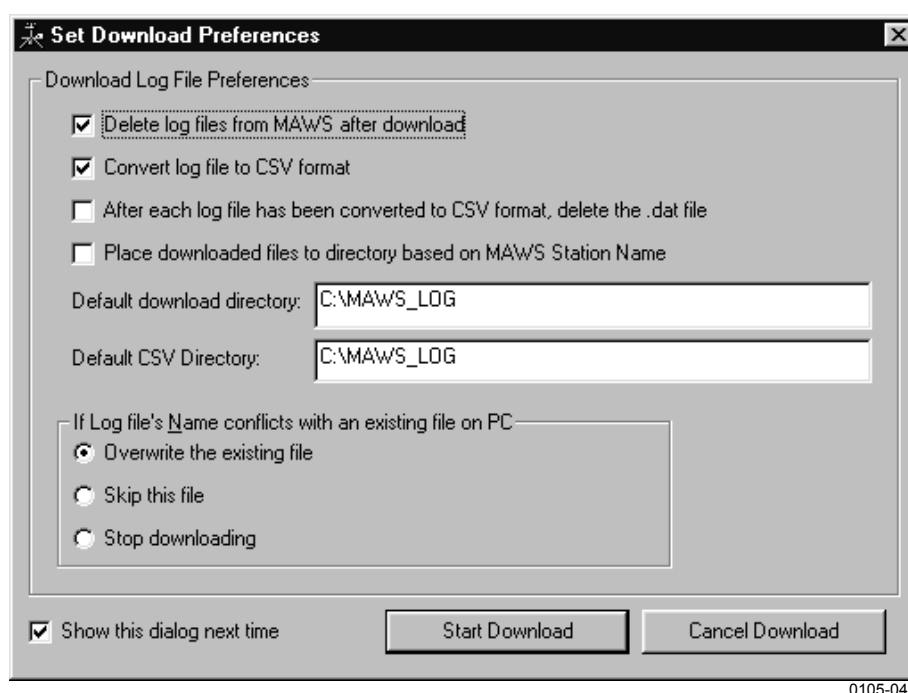 Set Download Preferences
Download Log File Preferences
Delete log files from MAWS after download
Convert log file to CSV format
After each log file has been converted to CSV format, delete the .dat file
Place downloaded files to directory based on MAWS Station Name
Default download directory: C:\MAWS_LOG
Default CSV Directory: C:\MAWS_LOG
If Log file's Name conflicts with an existing file on PC
Overwrite the existing file
Skip this file
Stop downloading
Show this dialog next time Start Download Cancel Download
0105-04